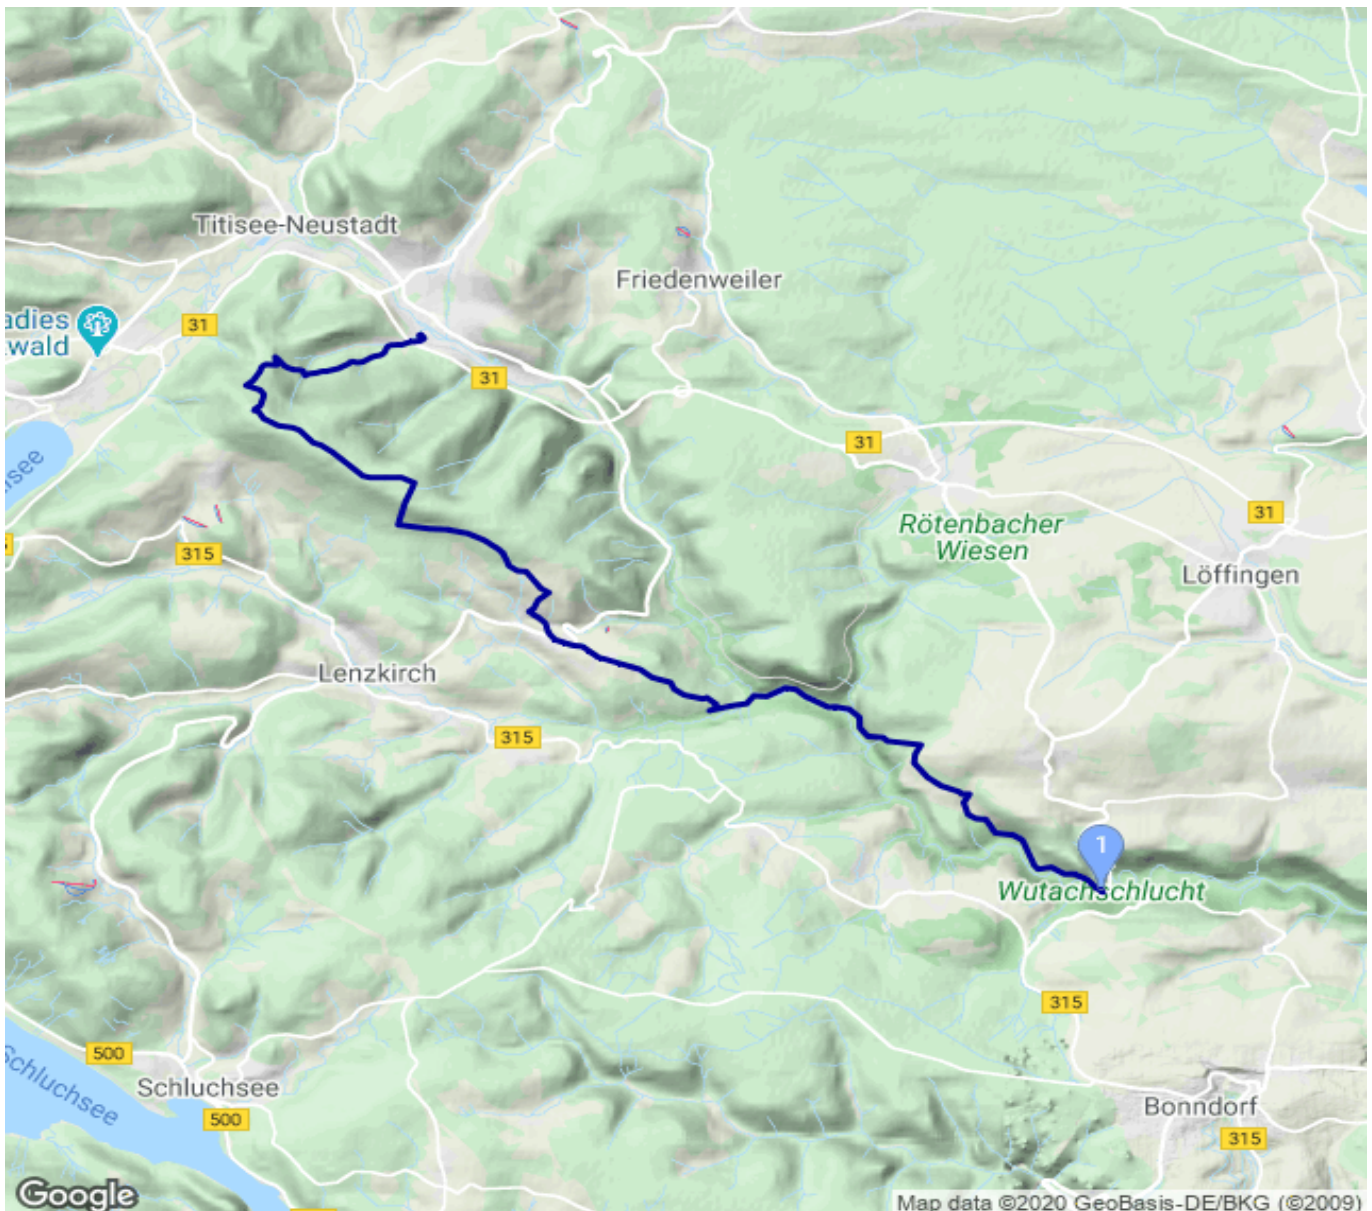 Titisee-Neustadt
Friedenweiler
adies
wald
31
31
31
Rötenbacher
Wiesen
31
Löffingen
isee
315
Lenzkirch
315
1
Wutachschlucht
315
500
Schluchsee
Schluchsee
500
Bonndorf
315
Google
Map data ©2020 GeoBasis-DE/BKG (©2009)